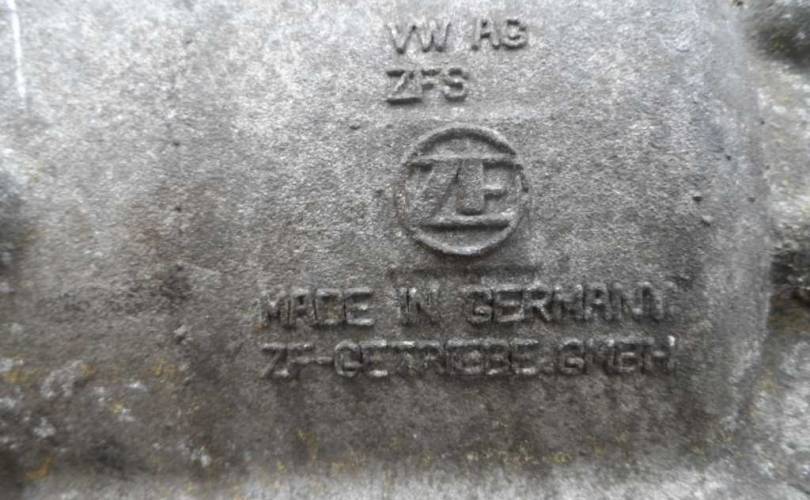 VW AG
ZFS
ZF
MADE IN GERMANY
ZF-GETRIEBE GMBH